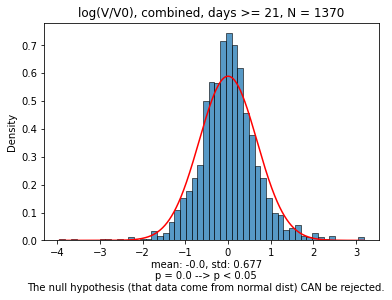 log(V/V0), combined, days >= 21, N = 1370
Density
0.7
0.6
0.5
0.4
0.3
0.2
0.1
0.0
−4 −3 −2 −1 0 1 2 3
mean: -0.0, std: 0.677
p = 0.0 --> p < 0.05
The null hypothesis (that data come from normal dist) CAN be rejected.